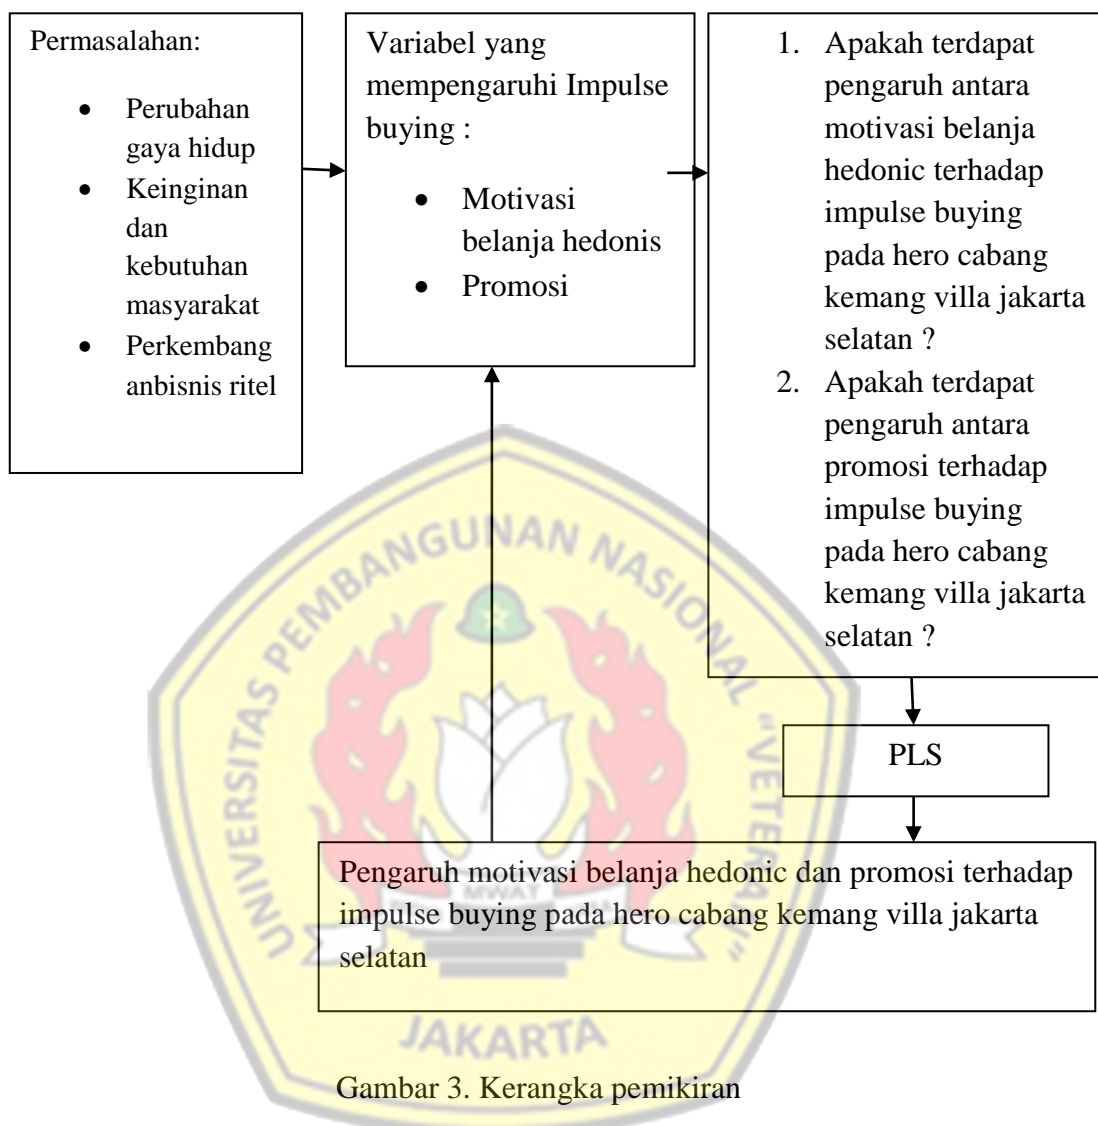 Permasalahan:
• Perubahan
gaya hidup
• Keinginan
dan
kebutuhan
masyarakat
• Perkembang
anbisnis ritel
Variabel yang
mempengaruhi Impulse
buying :
• Motivasi
belanja hedonis
• Promosi
1. Apakah terdapat
pengaruh antara
motivasi belanja
hedonic terhadap
impulse buying
pada hero cabang
kemang villa jakarta
selatan ?
2. Apakah terdapat
pengaruh antara
promosi terhadap
impulse buying
pada hero cabang
kemang villa jakarta
selatan ?
PLS
Pengaruh motivasi belanja hedonic dan promosi terhadap
impulse buying pada hero cabang kemang villa jakarta
selatan
UNIVERSITAS PEMBANGUNAN NASIONAL "VETERAN"
MWAT
JAKARTA
Gambar 3. Kerangka pemikiran